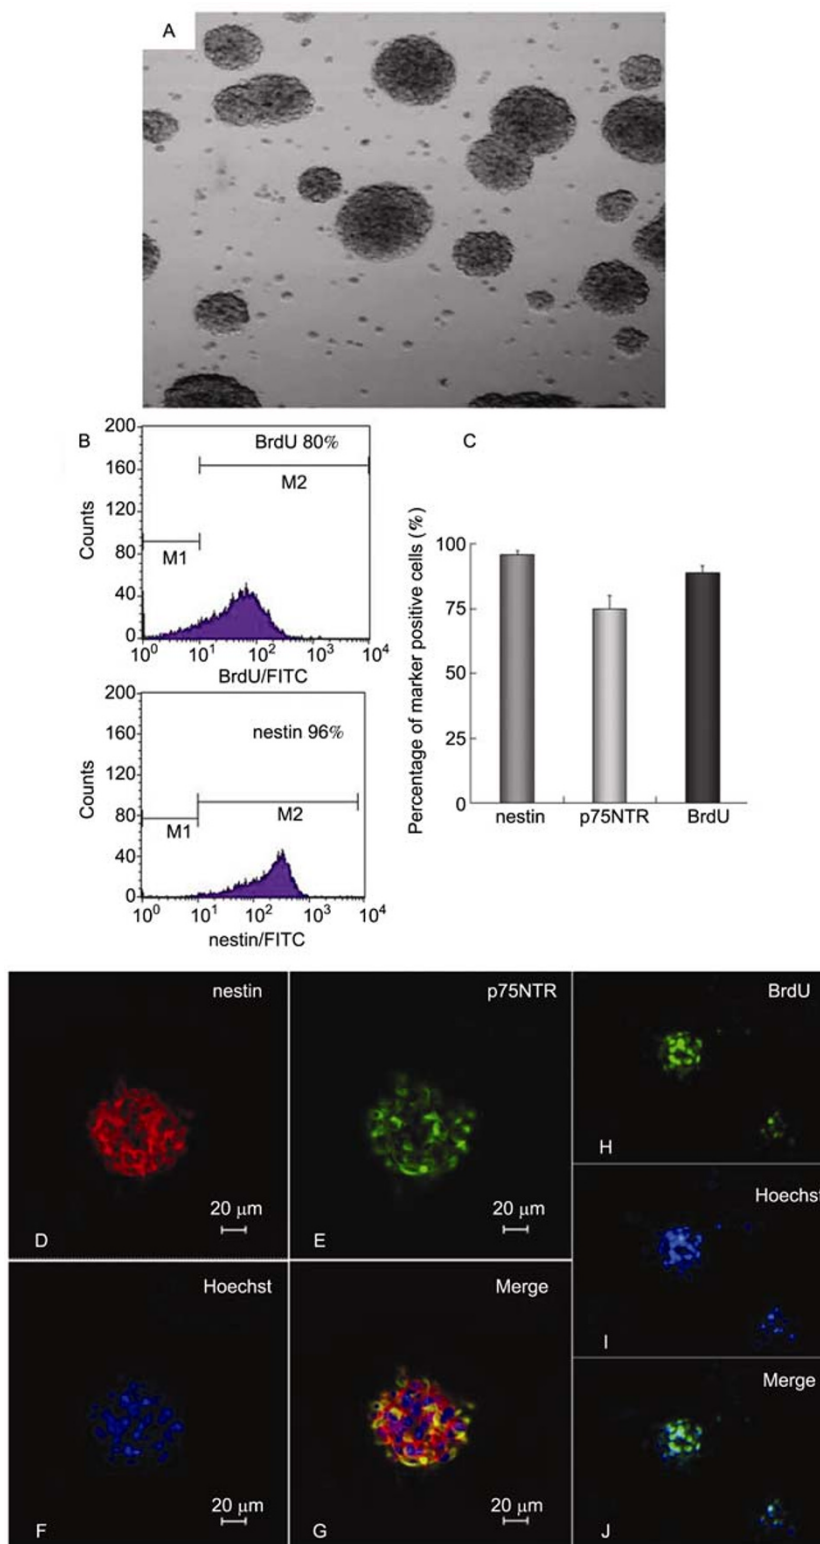 A
B
200
160
120
80
40
0
Counts
BrdU 80%
M2
M1
10⁰ 10¹ 10² 10³ 10⁴
BrdU/FITC
200
160
120
80
40
0
Counts
nestin 96%
M2
M1
10⁰ 10¹ 10² 10³ 10⁴
nestin/FITC
C
Percentage of marker positive cells (%)
100
75
50
25
0
nestin p75NTR BrdU
nestin
20 μm
D
p75NTR
20 μm
E
Hoechst
20 μm
F
Merge
20 μm
G
BrdU
H
Hoechst
I
Merge
J